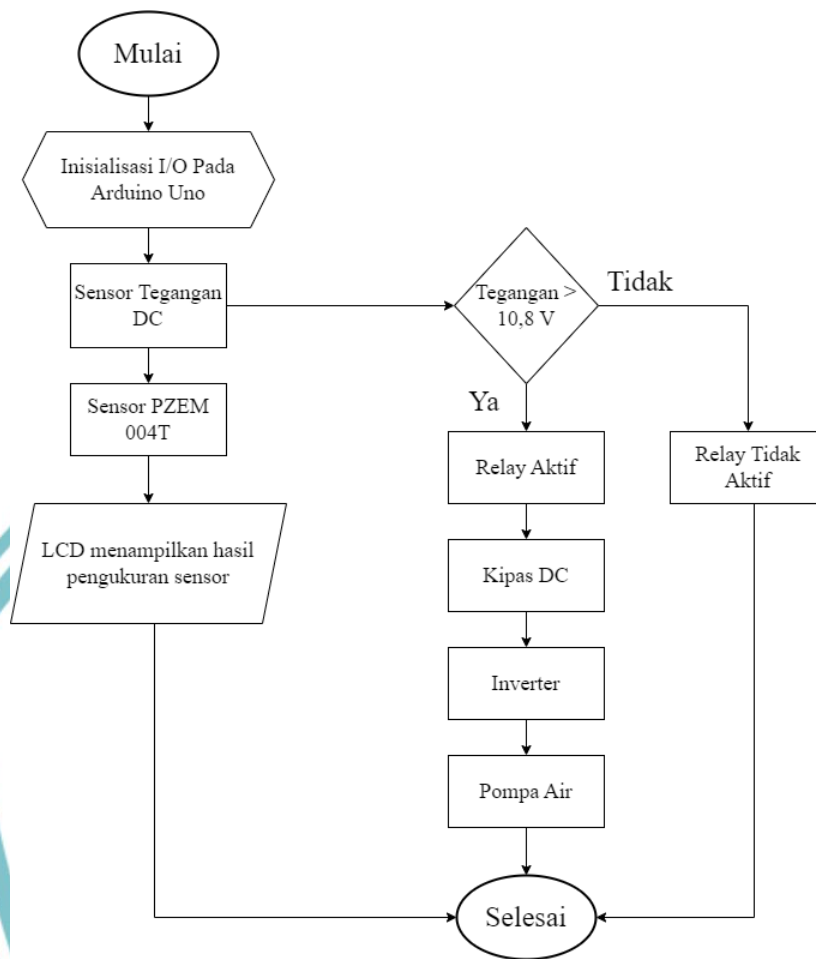 Mulai
Inisialisasi I/O Pada
Arduino Uno
Sensor Tegangan
DC
Tegangan >
10,8 V
Tidak
Ya
Sensor PZEM
004T
Relay Aktif
Relay Tidak
Aktif
LCD menampilkan hasil
pengukuran sensor
Kipas DC
Inverter
Pompa Air
Selesai